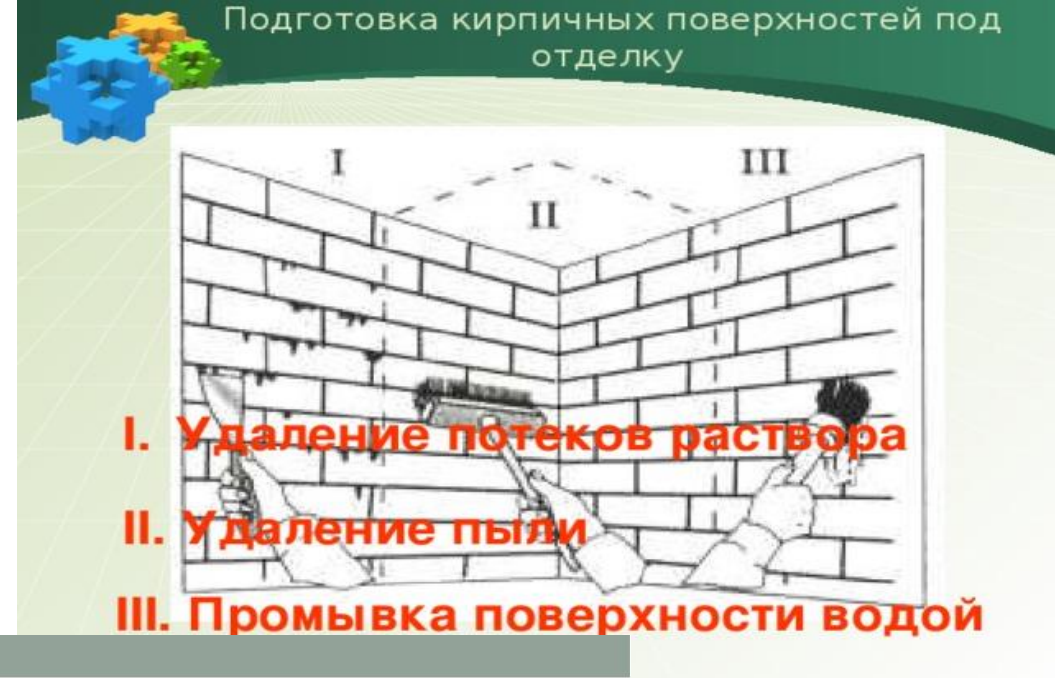 Подготовка кирпичных поверхностей под
отделку
I
III
II
I. Удаление потеков раствора
II. Удаление пыли
III. Промывка поверхности водой